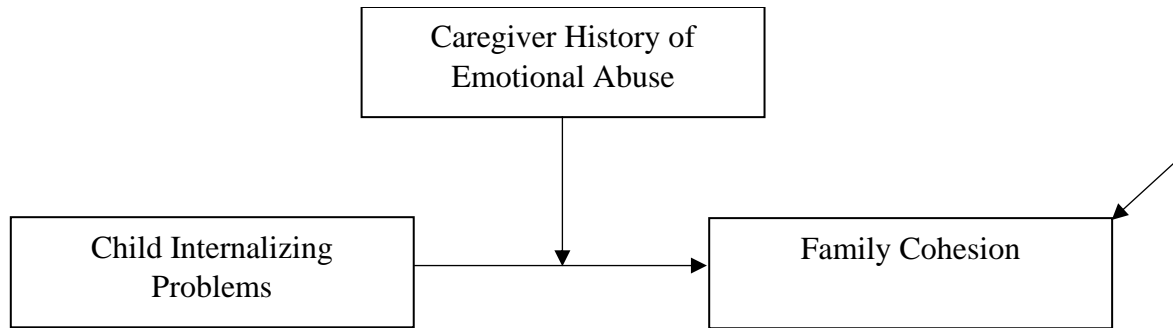 Caregiver History of
Emotional Abuse
Child Internalizing
Problems
Family Cohesion